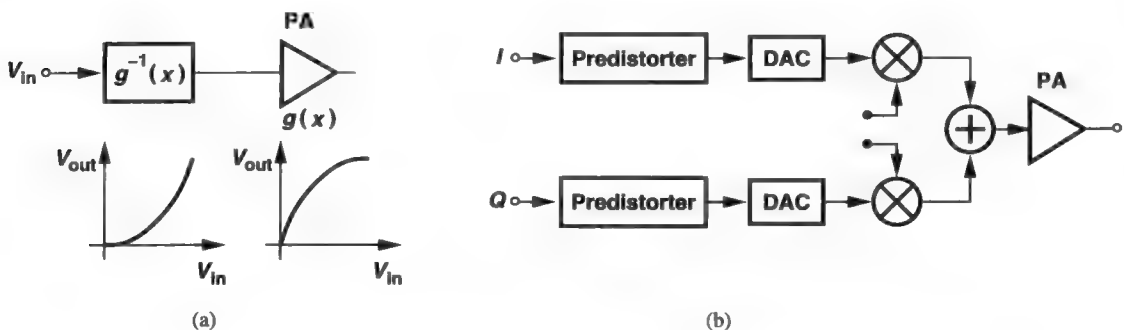 PA
V_in
g⁻¹(x)
g(x)
V_out
V_in
V_out
V_in
(a)
I
Predistorter
DAC
PA
Q
Predistorter
DAC
(b)